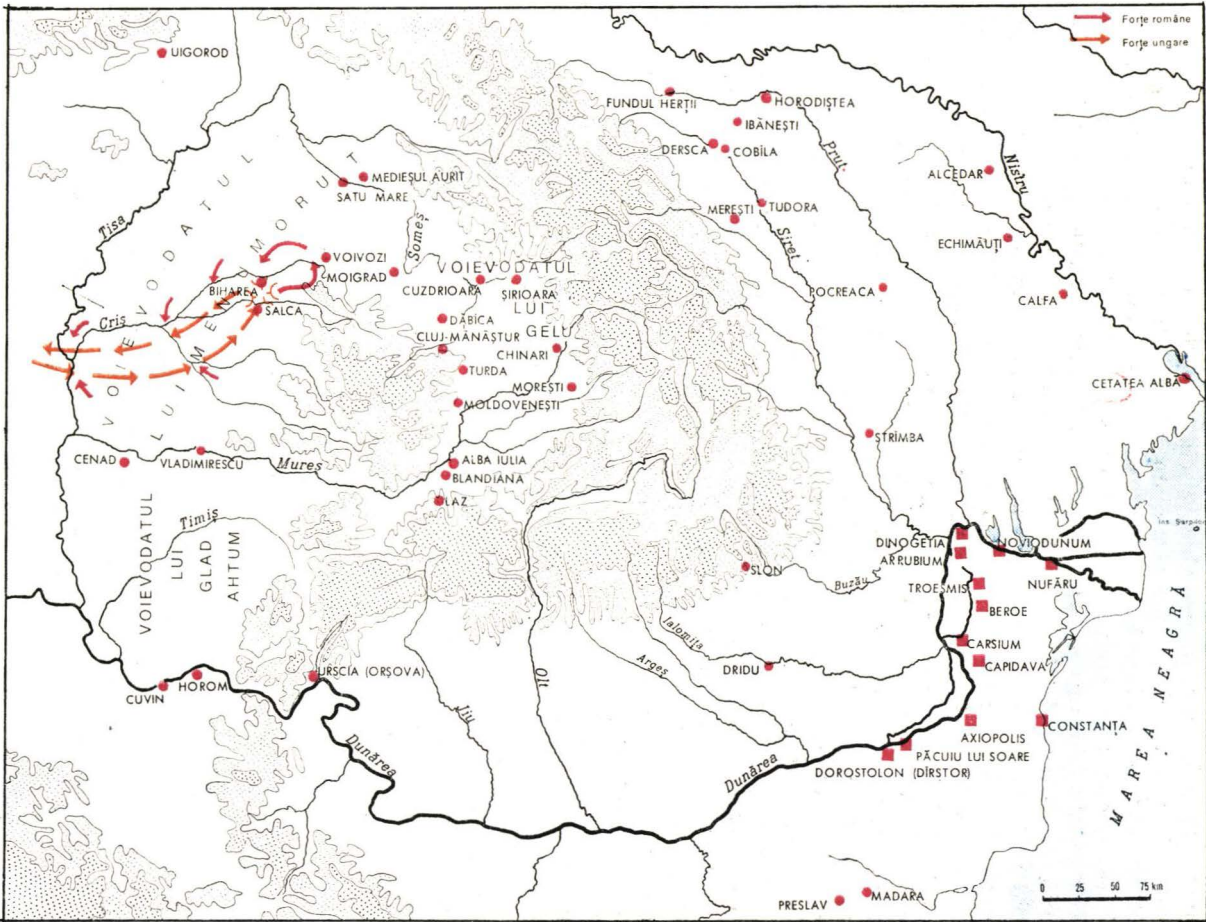 Forțe române
Forțe ungare
UIGOROD
FUNDUL HERȚII
HORODIȘTEA
IBĂNEȘTI
DERSCA
COBÎLA
Prut
Nistru
ALCEDAR
MEDIEȘUL AURIT
SATU MARE
Tisa
Someș
MEREȘTI
TUDORA
Siret
ECHIMĂUȚI
VOIEVODATUL
LUI MENUMORUT
VOIVOZI
MOIGRAD
BIHAREA
SALCA
Criș
VOIEVODATUL
LUI
GELU
CUZDRIOARA
ȘIRIOARA
DĂBÎCA
CLUJ-MĂNĂȘTUR
CHINARI
TURDA
MOREȘTI
MOLDOVENEȘTI
POCREACA
CALFA
CETATEA ALBĂ
STRÎMBA
CENAD
VLADIMIRESCU
Mureș
ALBA IULIA
BLANDIANA
LAZ
VOIEVODATUL
LUI
GLAD
AHTUM
Timiș
SLON
Buzău
DINOGETIA
ARRUBIUM
NOVIODUNUM
NUFĂRU
TROESMIS
BEROE
CARSIUM
CAPIDAVA
Ialomița
Argeș
DRIDU
CUVIN
HOROM
URSCIA (ORȘOVA)
Jiu
Olt
Dunărea
Dunărea
AXIOPOLIS
CONSTANȚA
PĂCUIU LUI SOARE
DOROSTOLON (DÎRSTOR)
MAREA NEAGRĂ
PRESLAV
MADARA
0 25 50 75 km